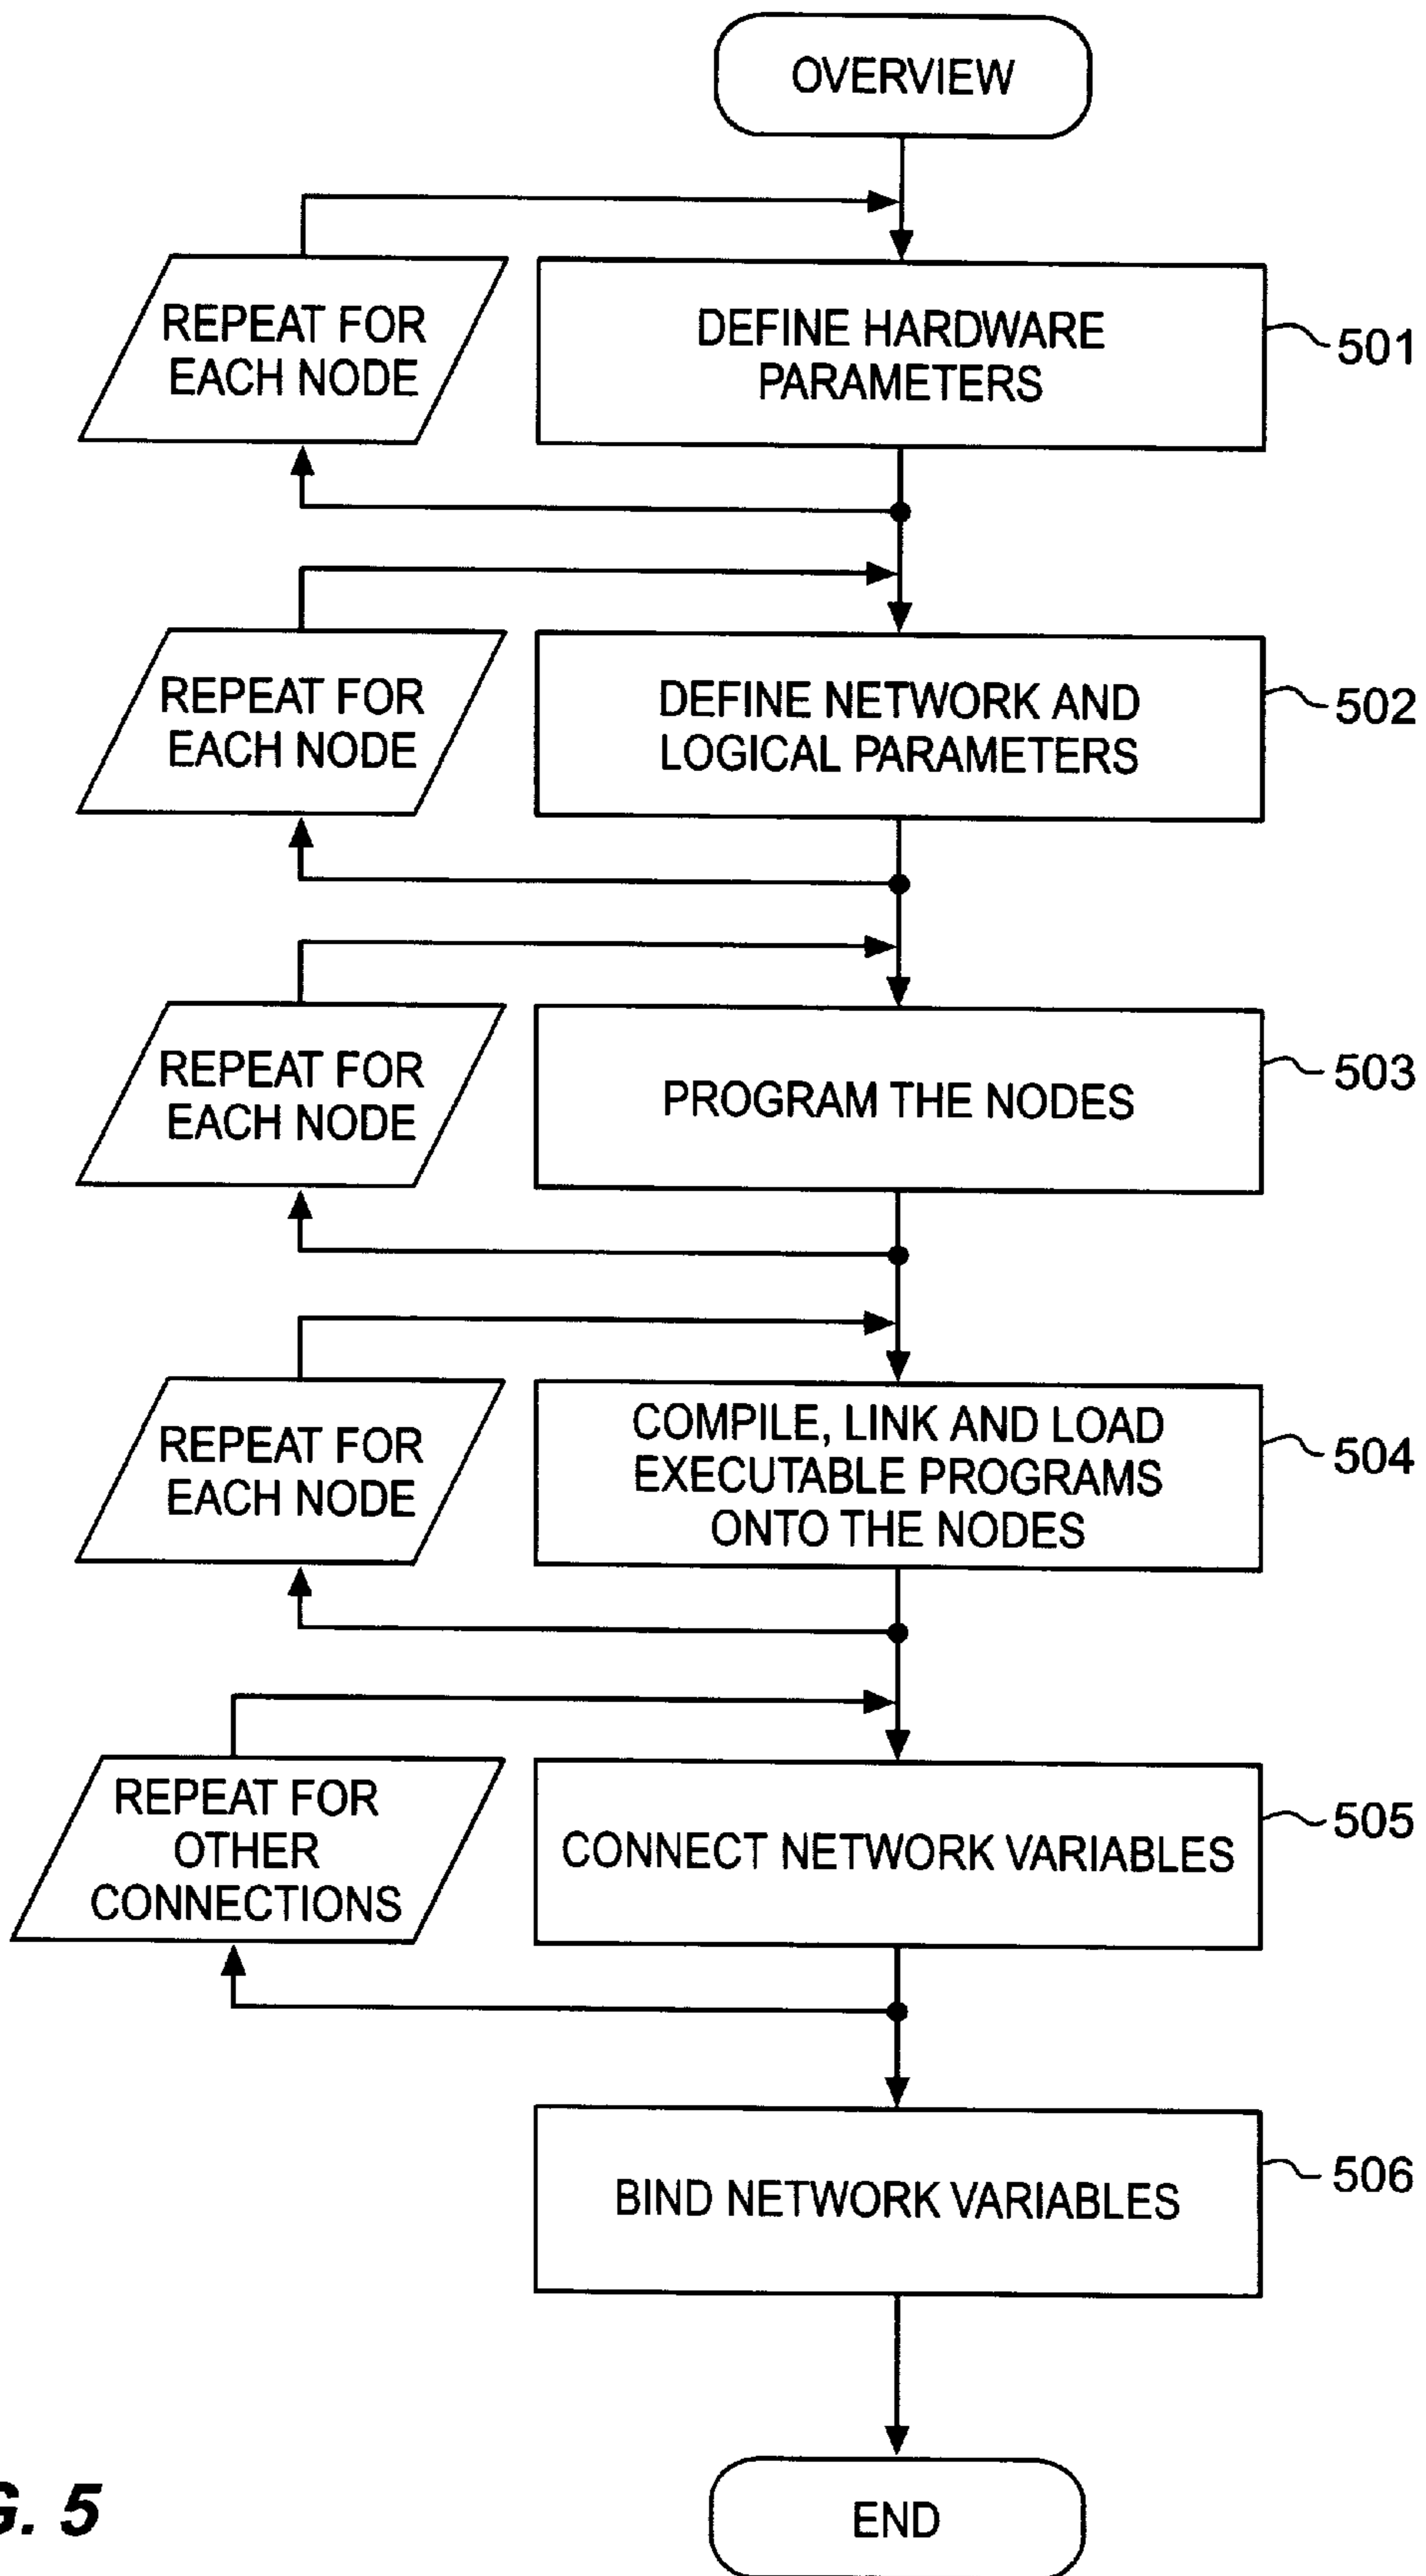 OVERVIEW
REPEAT FOR
EACH NODE
DEFINE HARDWARE
PARAMETERS
501
REPEAT FOR
EACH NODE
DEFINE NETWORK AND
LOGICAL PARAMETERS
502
REPEAT FOR
EACH NODE
PROGRAM THE NODES
503
REPEAT FOR
EACH NODE
COMPILE, LINK AND LOAD
EXECUTABLE PROGRAMS
ONTO THE NODES
504
REPEAT FOR
OTHER
CONNECTIONS
CONNECT NETWORK VARIABLES
505
BIND NETWORK VARIABLES
506
END
G. 5